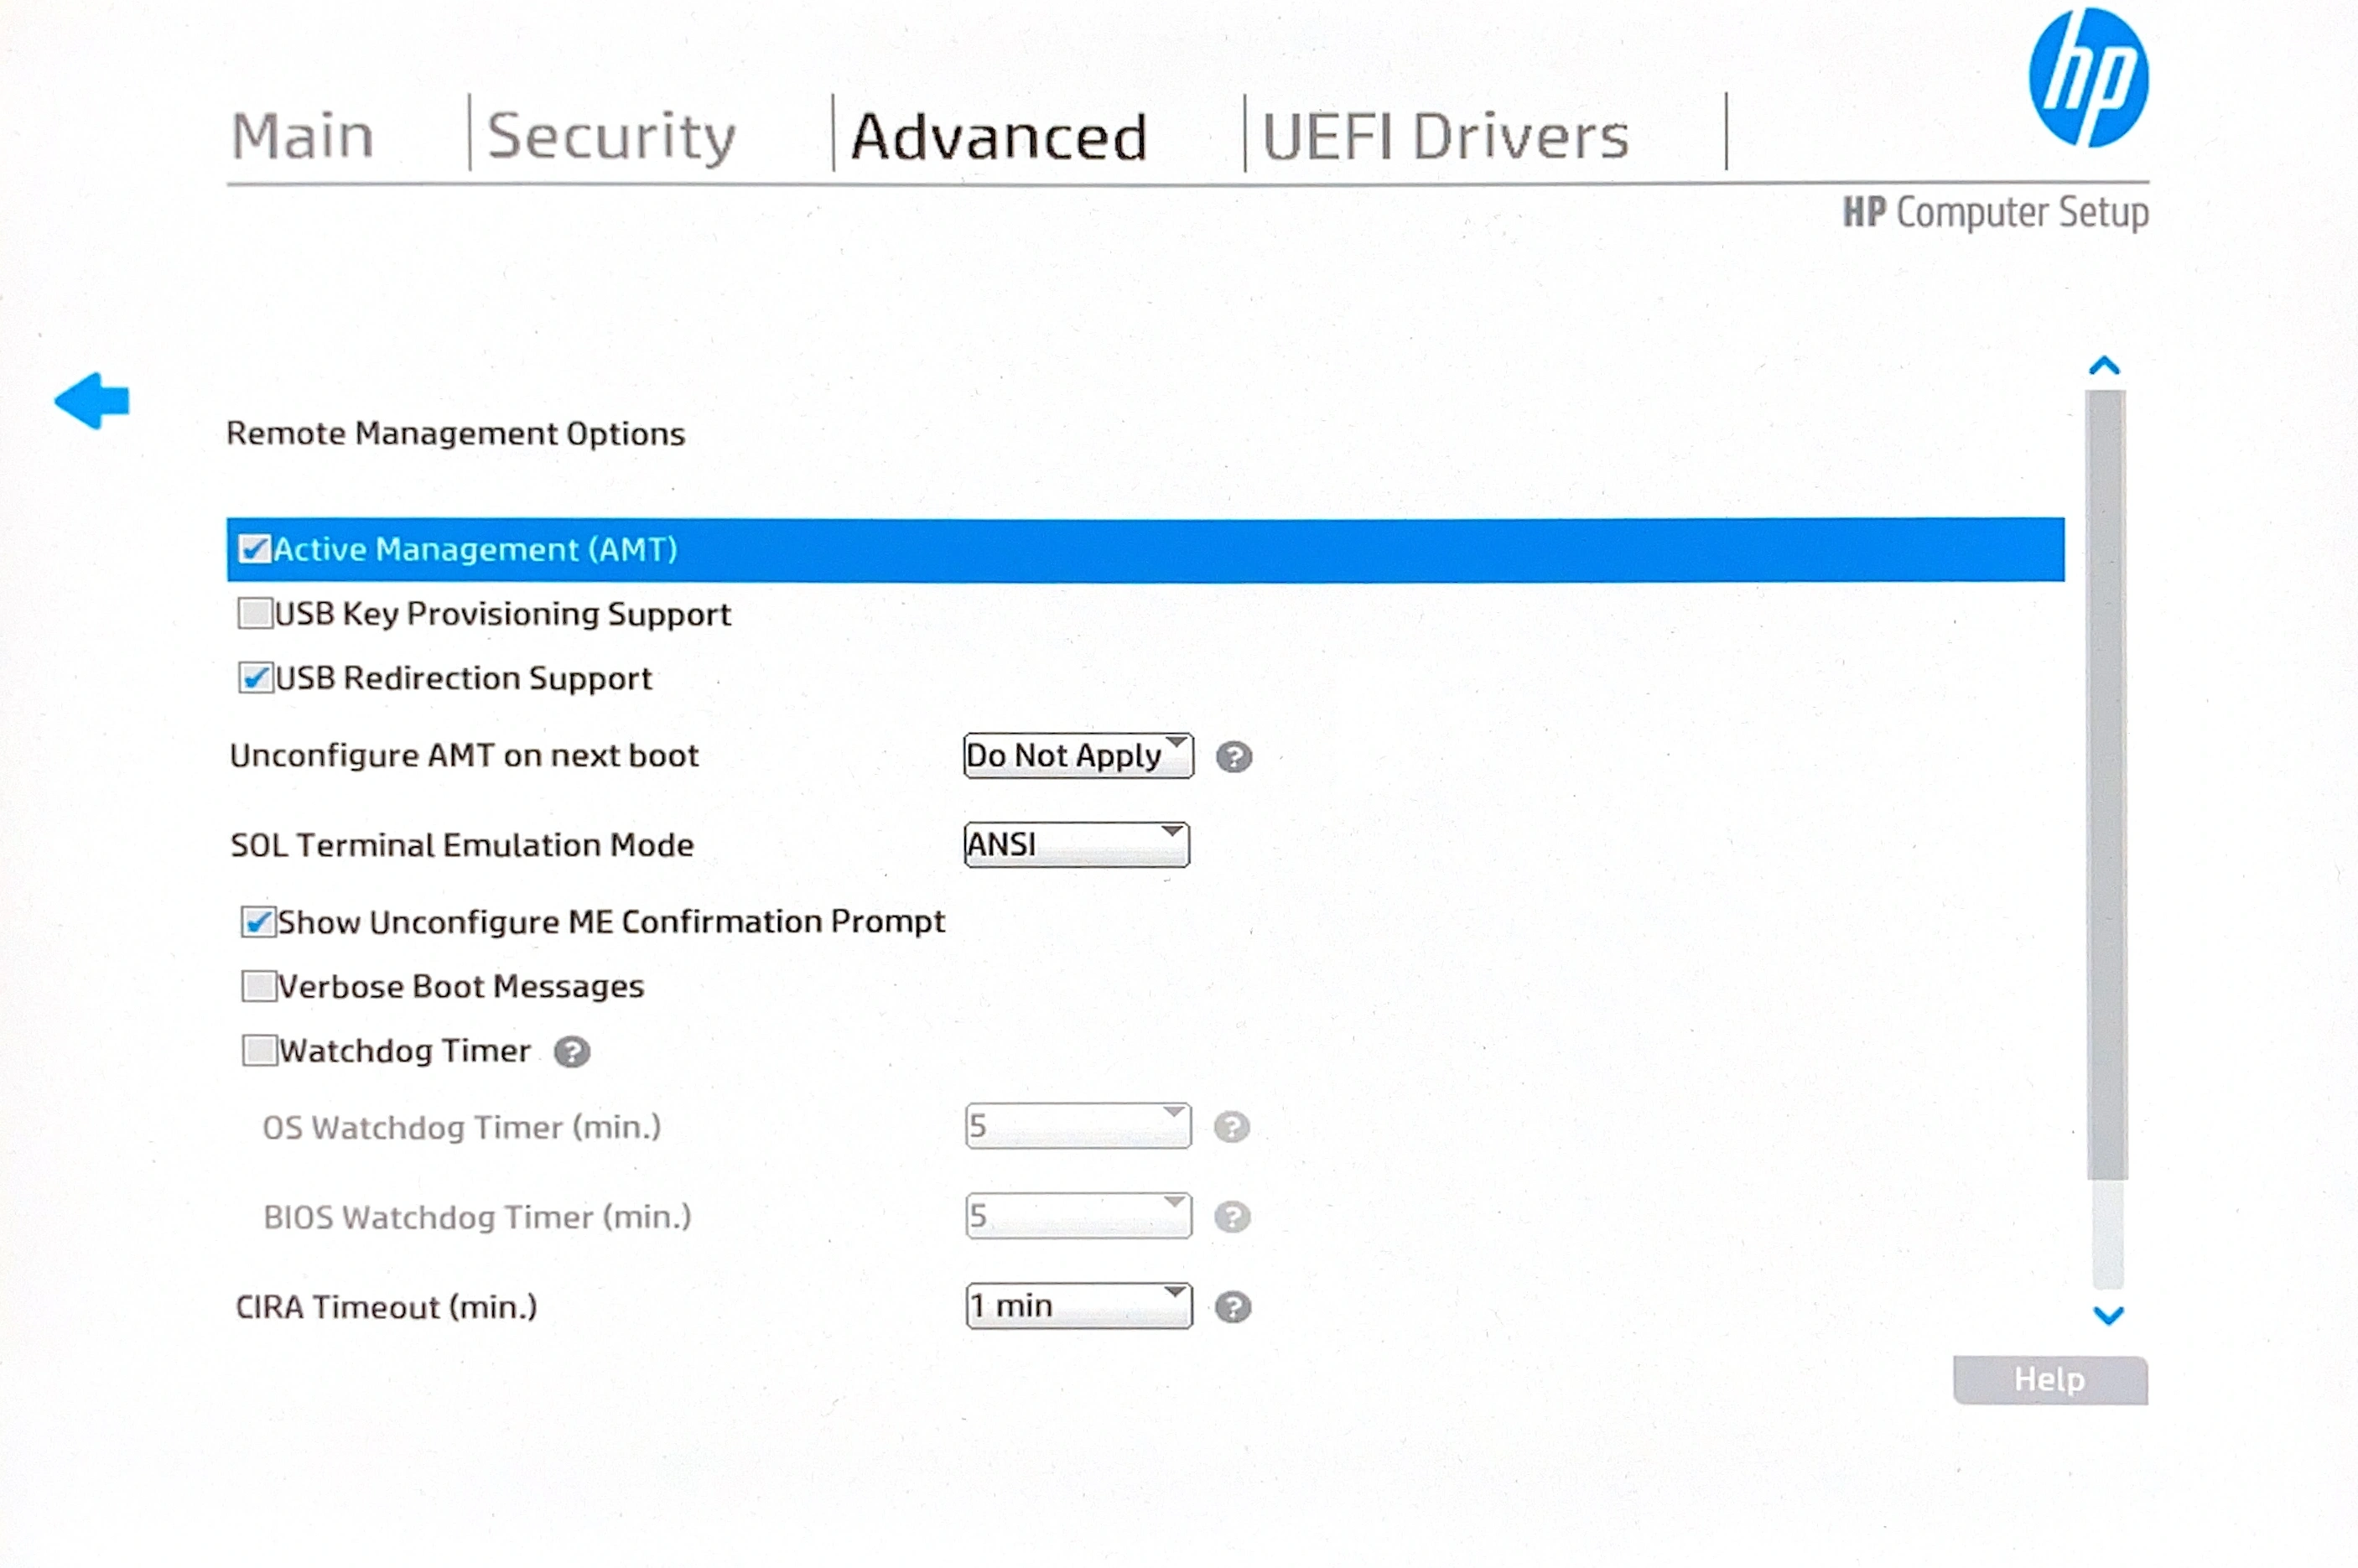 hp
Main Security Advanced UEFI Drivers
HP Computer Setup
Remote Management Options
Active Management (AMT)
USB Key Provisioning Support
USB Redirection Support
Unconfigure AMT on next boot Do Not Apply ?
SOL Terminal Emulation Mode ANSI
Show Unconfigure ME Confirmation Prompt
Verbose Boot Messages
Watchdog Timer ?
OS Watchdog Timer (min.) 5 ?
BIOS Watchdog Timer (min.) 5 ?
CIRA Timeout (min.) 1 min ?
Help